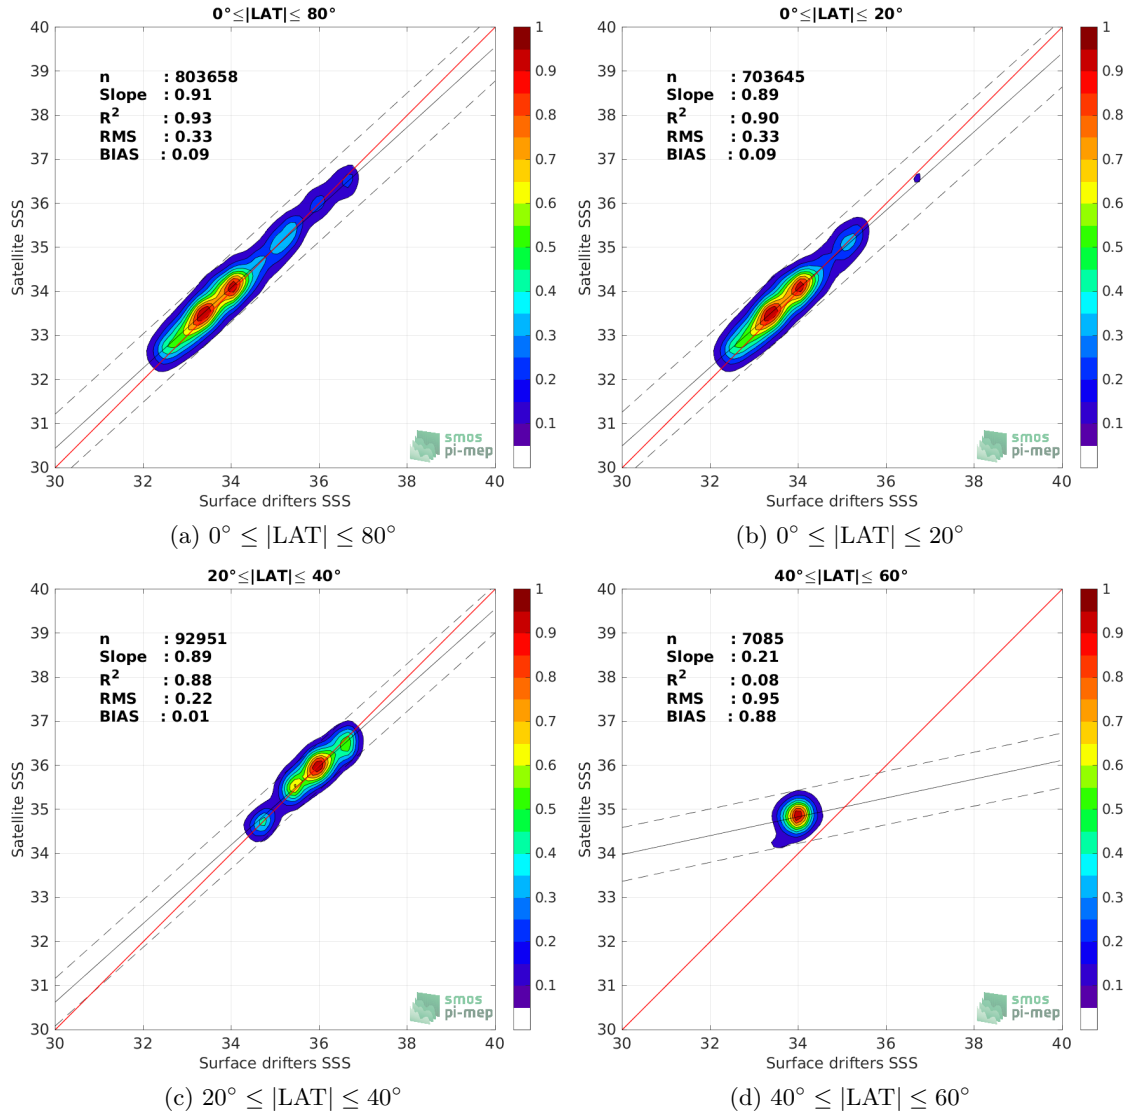 0°≤|LAT|≤ 80°
n : 803658
Slope : 0.91
R² : 0.93
RMS : 0.33
BIAS : 0.09
Satellite SSS
40
39
38
37
36
35
34
33
32
31
30
30 32 34 36 38 40
Surface drifters SSS
1
0.9
0.8
0.7
0.6
0.5
0.4
0.3
0.2
0.1
smos
pi-mep
(a) 0° ≤ |LAT| ≤ 80°
0°≤|LAT|≤ 20°
n : 703645
Slope : 0.89
R² : 0.90
RMS : 0.33
BIAS : 0.09
Satellite SSS
40
39
38
37
36
35
34
33
32
31
30
30 32 34 36 38 40
Surface drifters SSS
1
0.9
0.8
0.7
0.6
0.5
0.4
0.3
0.2
0.1
smos
pi-mep
(b) 0° ≤ |LAT| ≤ 20°
20°≤|LAT|≤ 40°
n : 92951
Slope : 0.89
R² : 0.88
RMS : 0.22
BIAS : 0.01
Satellite SSS
40
39
38
37
36
35
34
33
32
31
30
30 32 34 36 38 40
Surface drifters SSS
1
0.9
0.8
0.7
0.6
0.5
0.4
0.3
0.2
0.1
smos
pi-mep
(c) 20° ≤ |LAT| ≤ 40°
40°≤|LAT|≤ 60°
n : 7085
Slope : 0.21
R² : 0.08
RMS : 0.95
BIAS : 0.88
Satellite SSS
40
39
38
37
36
35
34
33
32
31
30
30 32 34 36 38 40
Surface drifters SSS
1
0.9
0.8
0.7
0.6
0.5
0.4
0.3
0.2
0.1
smos
pi-mep
(d) 40° ≤ |LAT| ≤ 60°